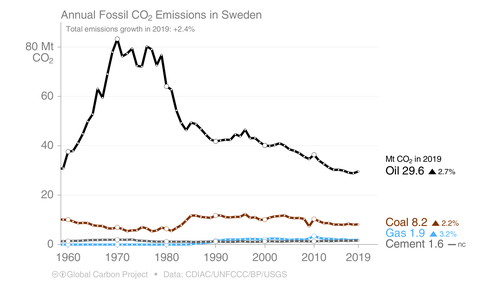 Annual Fossil CO₂ Emissions in Sweden
Total emissions growth in 2019: +2.4%
80 Mt
CO₂
60
40
20
0
1960 1970 1980 1990 2000 2010 2019
Mt CO₂ in 2019
Oil 29.6 ▲ 2.7%
Coal 8.2 ▲ 2.2%
Gas 1.9 ▲ 3.2%
Cement 1.6 — nc
Global Carbon Project • Data: CDIAC/UNFCCC/BP/USGS